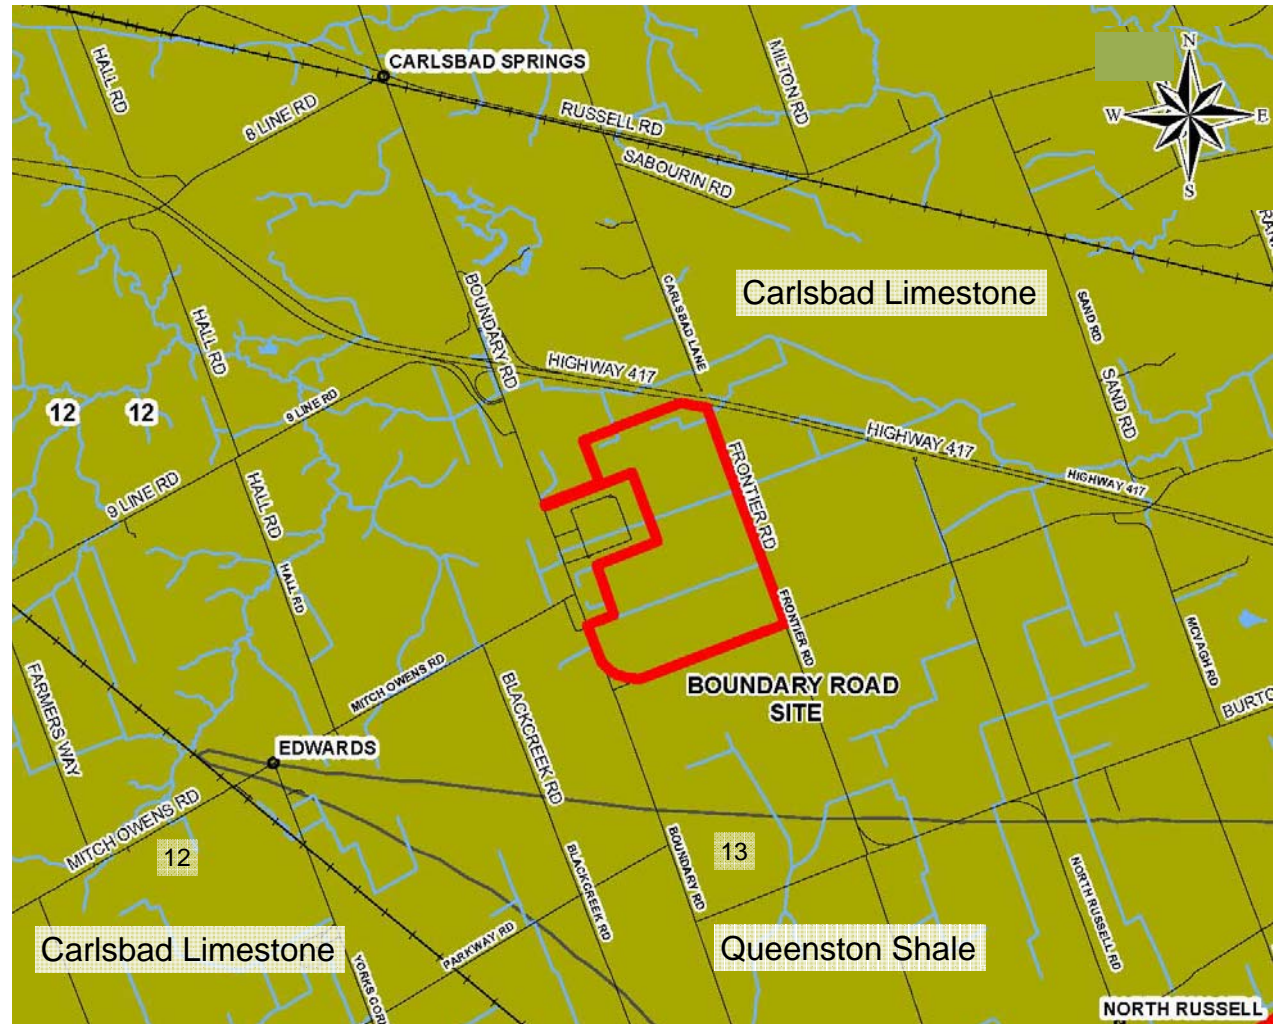 CARLSBAD SPRINGS
N
W
E
S
HALL RD
8 LINE RD
RUSSELL RD
MILTON RD
SABOURIN RD
Carlsbad Limestone
BOUNDARY RD
CARLSBAD LANE
SAND RD
HALL RD
HIGHWAY 417
SAND RD
12
12
9 LINE RD
HIGHWAY 417
HIGHWAY 417
FRONTIER RD
9 LINE RD
HALL RD
HALL RD
FRONTIER RD
MCVAGH RD
MITCH OWENS RD
FARMERS WAY
BLACKCREEK RD
BOUNDARY ROAD
SITE
EDWARDS
MITCH OWENS RD
12
13
BOUNDARY RD
BLACKCREEK RD
NORTH RUSSELL RD
Carlsbad Limestone
PARKWAY RD
Queenston Shale
NORTH RUSSELL